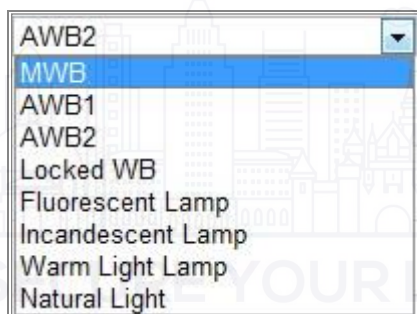 AWB2
MWB
AWB1
AWB2
Locked WB
Fluorescent Lamp
Incandescent Lamp
Warm Light Lamp
Natural Light